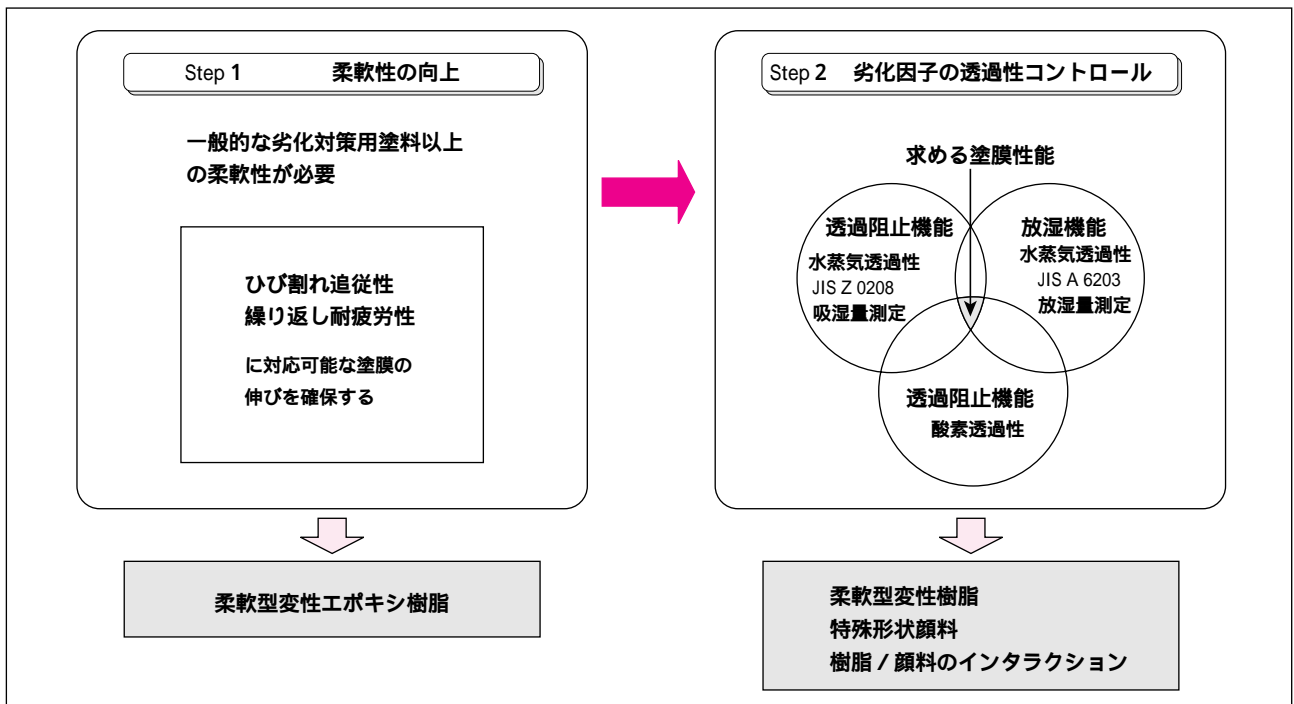 Step 1 柔軟性の向上
一般的な劣化対策用塗料以上
の柔軟性が必要
ひび割れ追従性
繰り返し耐疲労性
に対応可能な塗膜の
伸びを確保する
柔軟型変性エポキシ樹脂
Step 2 劣化因子の透過性コントロール
求める塗膜性能
透過阻止機能
水蒸気透過性
JIS Z 0208
吸湿量測定
放湿機能
水蒸気透過性
JIS A 6203
放湿量測定
透過阻止機能
酸素透過性
柔軟型変性樹脂
特殊形状顔料
樹脂 / 顔料のインタラクション